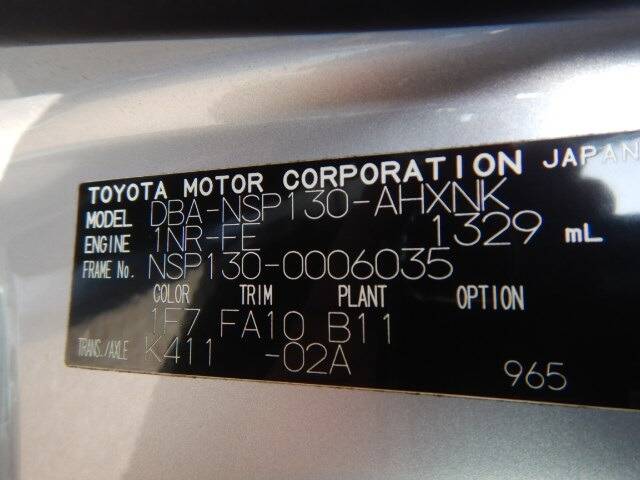 TOYOTA MOTOR CORPORATION JAPAN
MODEL DBA-NSP130-AHXNK
ENGINE 1NR-FE 1329 mL
FRAME No. NSP130-0006035
COLOR TRIM PLANT OPTION
1F7 FA10 B11
TRANS./AXLE K411 -02A
965